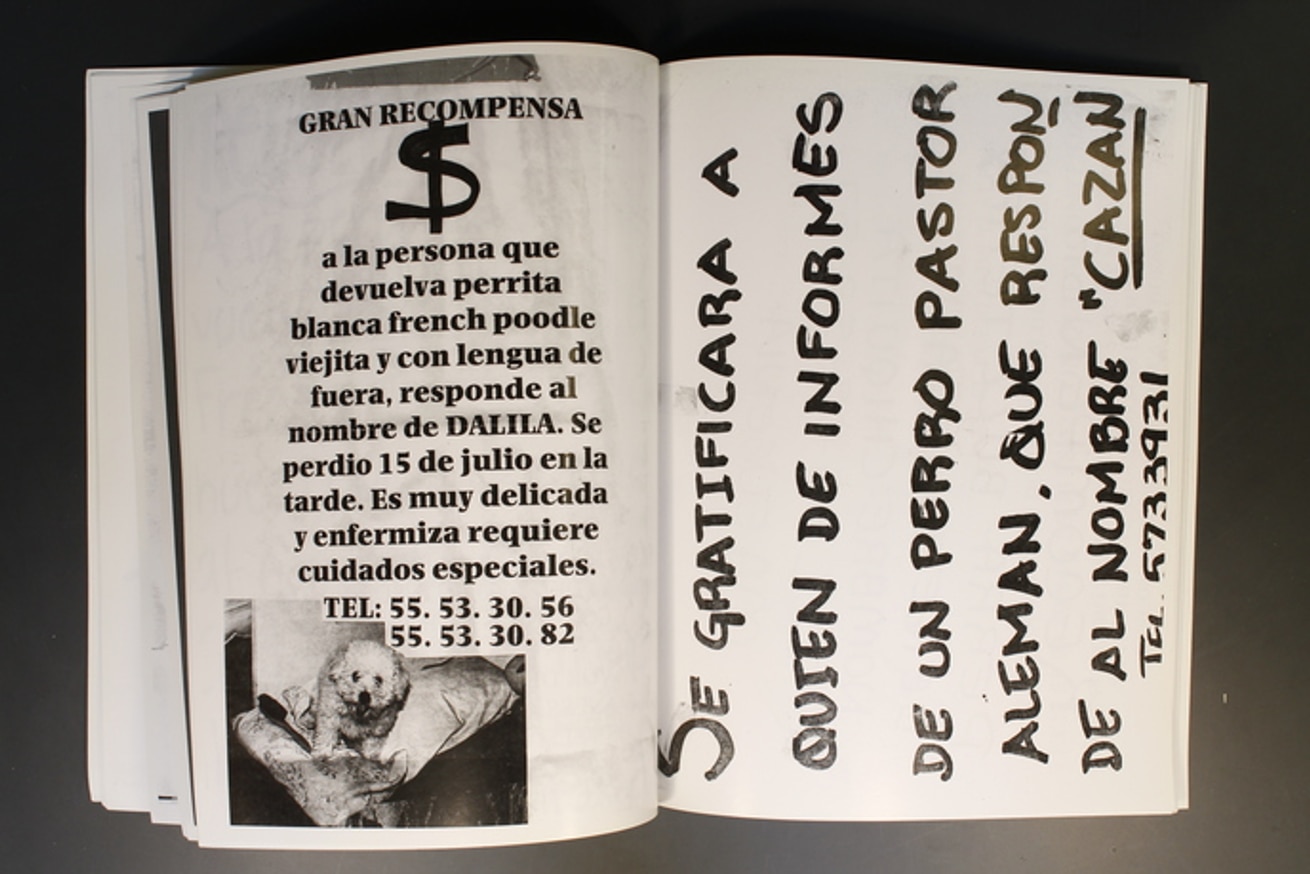 GRAN RECOMPENSA
$
a la persona que
devuelva perrita
blanca french poodle
viejita y con lengua de
fuera, responde al
nombre de DALILA. Se
perdio 15 de julio en la
tarde. Es muy delicada
y enfermiza requiere
cuidados especiales.
TEL: 55. 53. 30. 56
55. 53. 30. 82
SE GRATIFICARA A
QUIEN DE INFORMES
DE UN PERRO PASTOR
ALEMAN, QUE RESPON
DE AL NOMBRE "CAZAN
TEL. 5733931